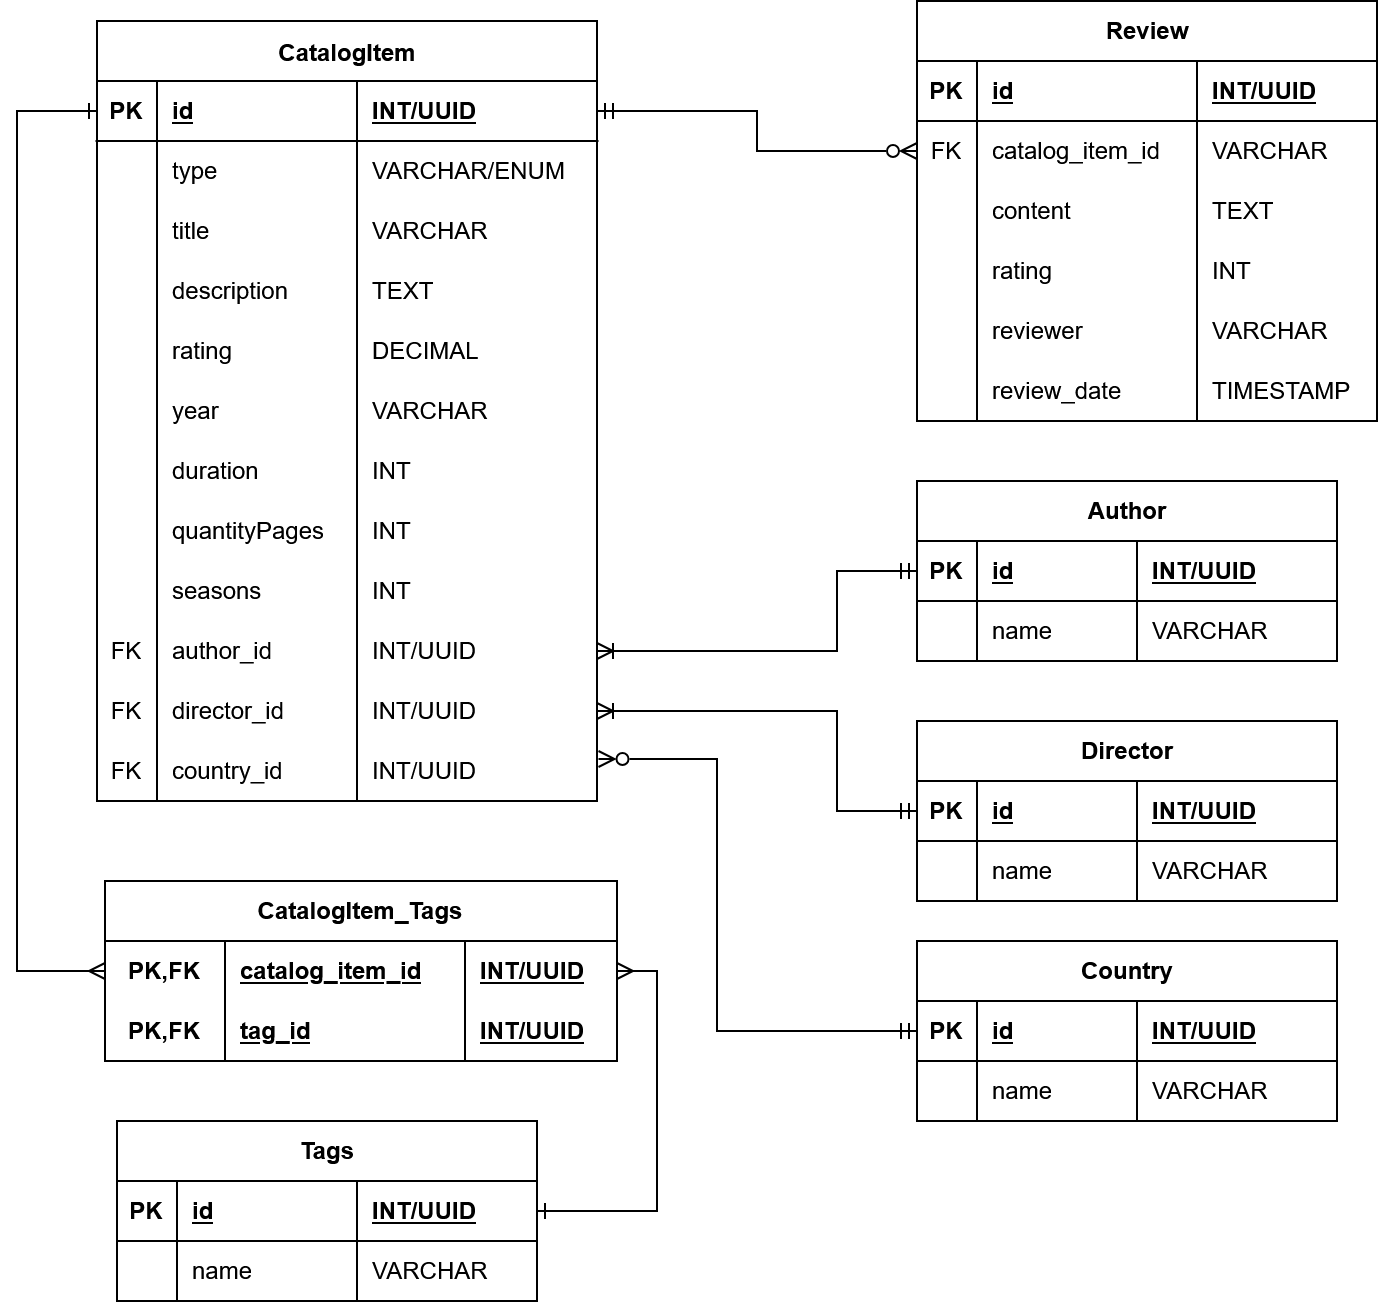 CatalogItem
PK id INT/UUID
type VARCHAR/ENUM
title VARCHAR
description TEXT
rating DECIMAL
year VARCHAR
duration INT
quantityPages INT
seasons INT
FK author_id INT/UUID
FK director_id INT/UUID
FK country_id INT/UUID
Review
PK id INT/UUID
FK catalog_item_id VARCHAR
content TEXT
rating INT
reviewer VARCHAR
review_date TIMESTAMP
Author
PK id INT/UUID
name VARCHAR
Director
PK id INT/UUID
name VARCHAR
Country
PK id INT/UUID
name VARCHAR
CatalogItem_Tags
PK,FK catalog_item_id INT/UUID
PK,FK tag_id INT/UUID
Tags
PK id INT/UUID
name VARCHAR